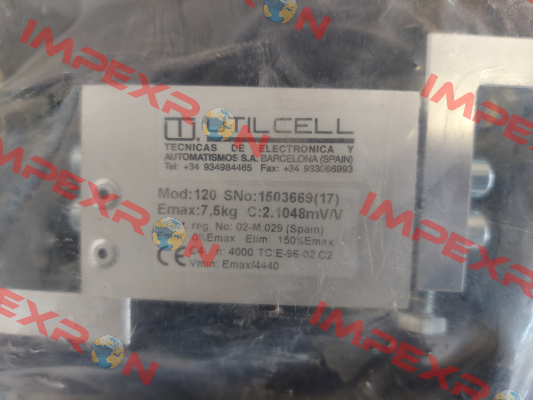 UTILCELL
TECNICAS DE ELECTRONICA Y
AUTOMATISMOS S.A. BARCELONA (SPAIN)
Tel: +34 934984465 Fax: +34 933066993
Mod:120 SNo:1503669(17)
Emax:7,5kg C:2.1048mV/V
reg. No: 02-M.029 (Spain)
Emax Elim: 150%Emax
4000 TC.E-96-02.C2
CE Vmin: Emax/4440
IMPEXRON
IMPEXRON
IMPEXRON
IMPEXRON